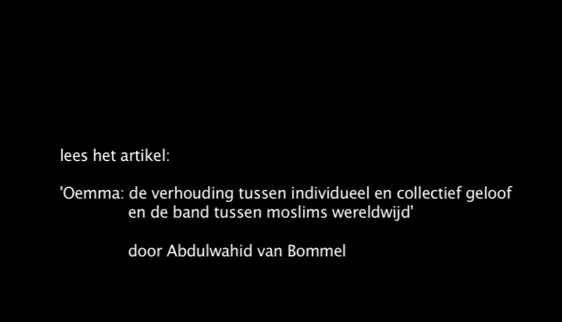 lees het artikel:
'Oemma: de verhouding tussen individueel en collectief geloof
en de band tussen moslims wereldwijd'
door Abdulwahid van Bommel